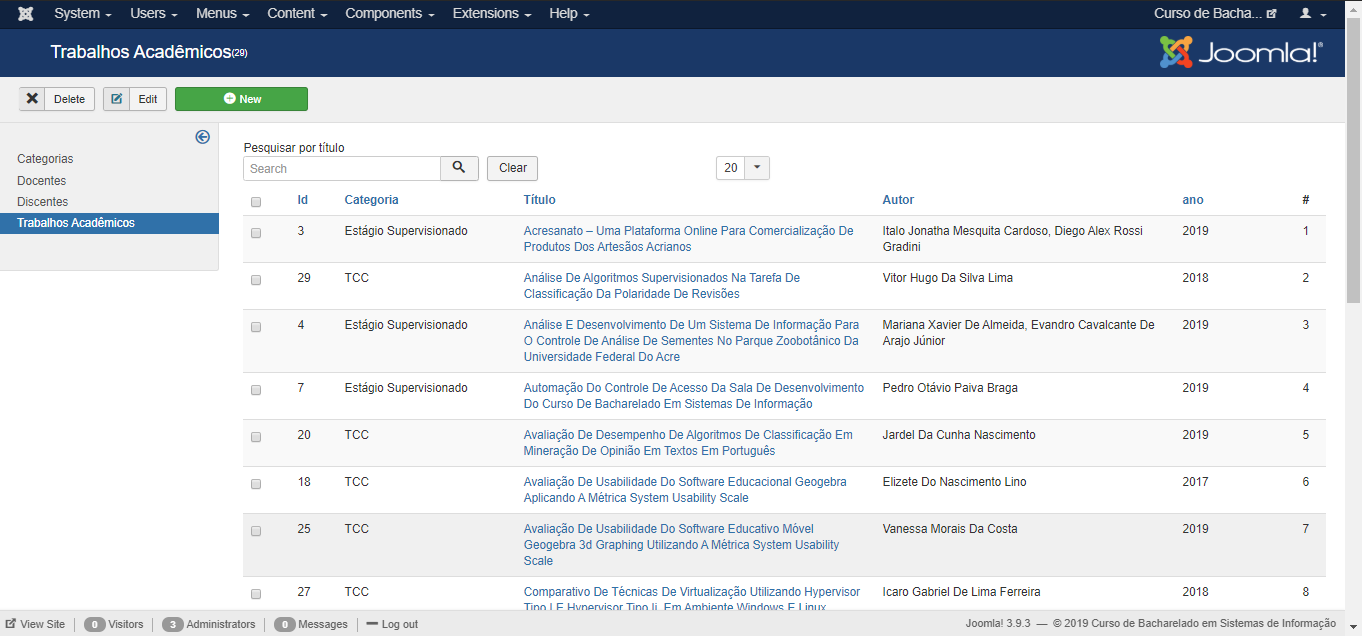 System Users Menus Content Components Extensions Help Curso de Bacha...
Trabalhos Acadêmicos(29) Joomla!®
Delete Edit New
Categorias
Docentes
Discentes
Trabalhos Acadêmicos
Pesquisar por título
Search Clear 20
Id Categoria Título Autor ano #
3 Estágio Supervisionado Acresanato – Uma Plataforma Online Para Comercialização De Italo Jonatha Mesquita Cardoso, Diego Alex Rossi 2019 1
Produtos Dos Artesãos Acrianos Gradini
29 TCC Análise De Algoritmos Supervisionados Na Tarefa De Vitor Hugo Da Silva Lima 2018 2
Classificação Da Polaridade De Revisões
4 Estágio Supervisionado Análise E Desenvolvimento De Um Sistema De Informação Para Mariana Xavier De Almeida, Evandro Cavalcante De 2019 3
O Controle De Análise De Sementes No Parque Zoobotânico Da Arajo Júnior
Universidade Federal Do Acre
7 Estágio Supervisionado Automação Do Controle De Acesso Da Sala De Desenvolvimento Pedro Otávio Paiva Braga 2019 4
Do Curso De Bacharelado Em Sistemas De Informação
20 TCC Avaliação De Desempenho De Algoritmos De Classificação Em Jardel Da Cunha Nascimento 2019 5
Mineração De Opinião Em Textos Em Português
18 TCC Avaliação De Usabilidade Do Software Educacional Geogebra Elizete Do Nascimento Lino 2017 6
Aplicando A Métrica System Usability Scale
25 TCC Avaliação De Usabilidade Do Software Educativo Móvel Vanessa Morais Da Costa 2019 7
Geogebra 3d Graphing Utilizando A Métrica System Usability
Scale
27 TCC Comparativo De Técnicas De Virtualização Utilizando Hypervisor Icaro Gabriel De Lima Ferreira 2018 8
Tipo I E Hypervisor Tipo Ii, Em Ambiente Windows E Linux
View Site 0 Visitors 3 Administrators 0 Messages Log out Joomla! 3.9.3 — © 2019 Curso de Bacharelado em Sistemas de Informação